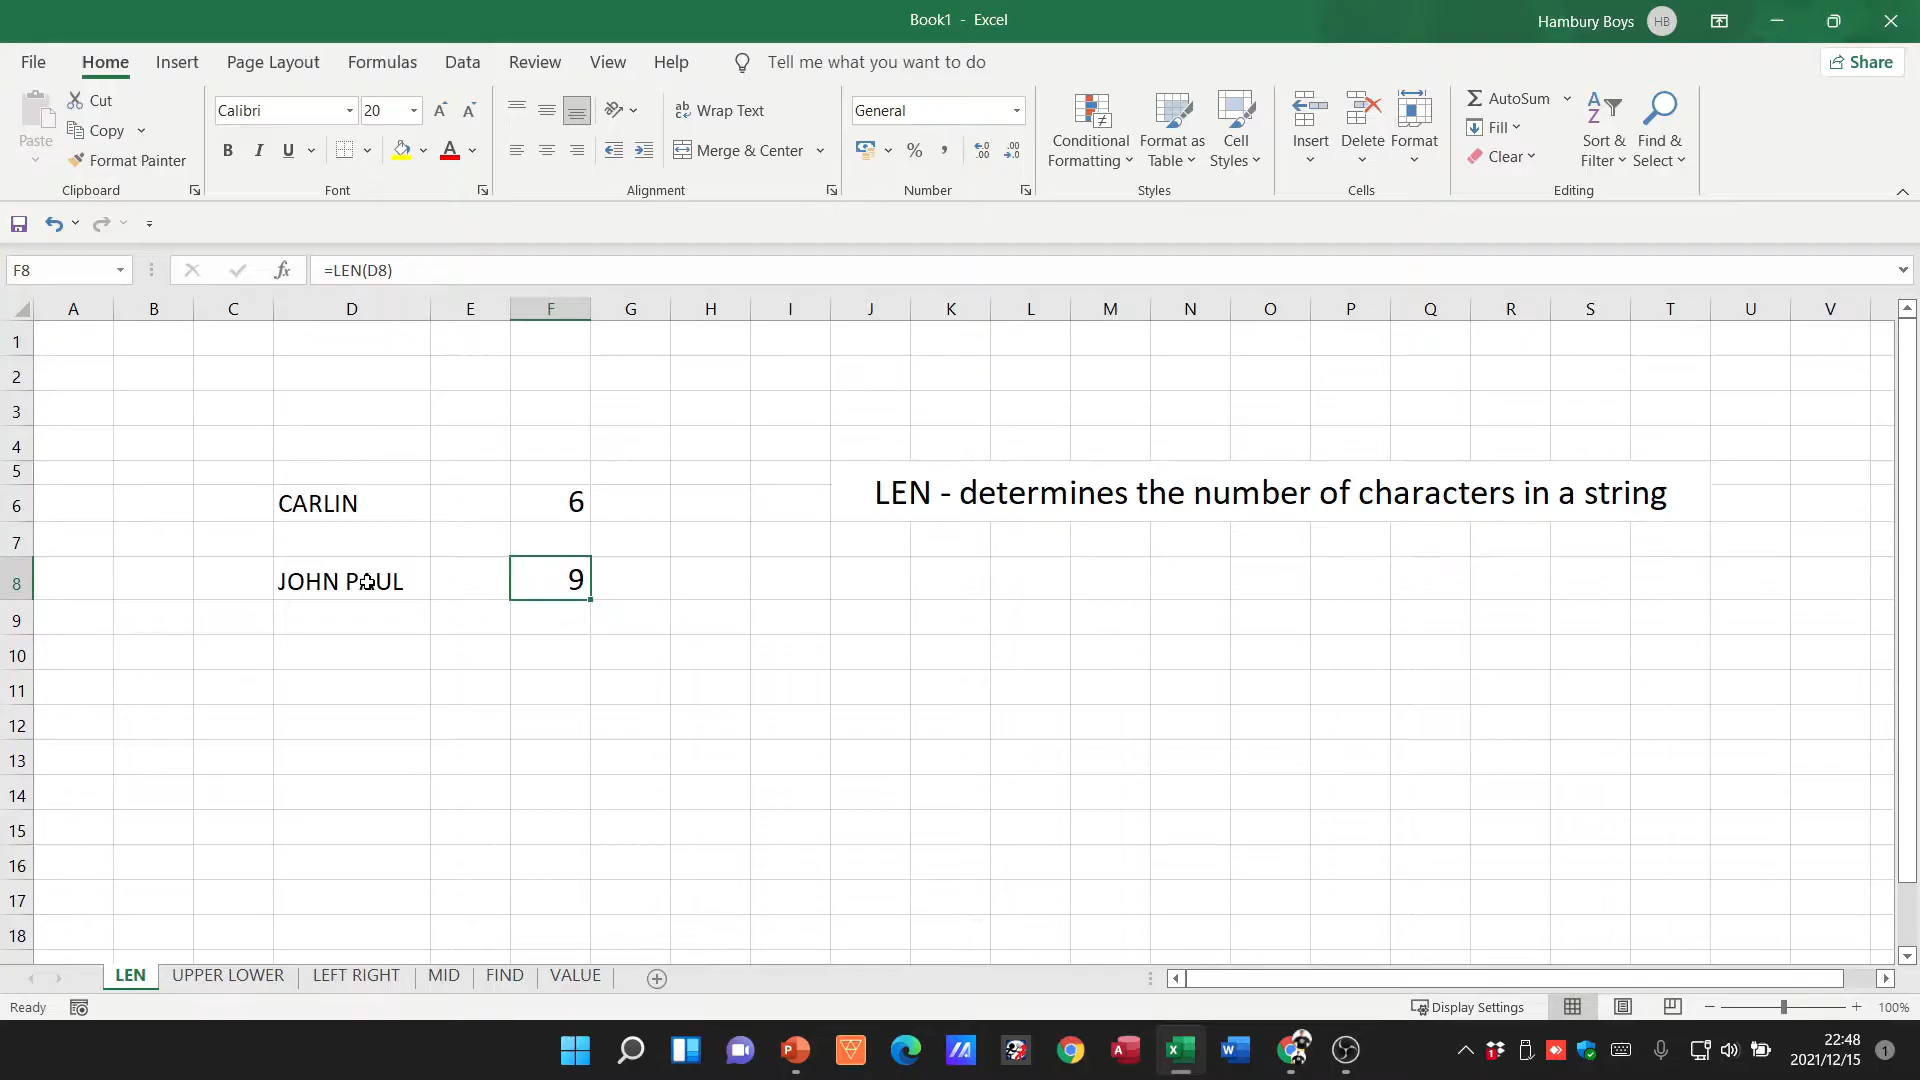 Book1 - Excel
Hambury Boys HB
File Home Insert Page Layout Formulas Data Review View Help Tell me what you want to do Share
Paste
Cut
Copy
Format Painter
Clipboard
Calibri 20
B I U A
Font
ab Wrap Text
Merge & Center
Alignment
General
% ,
Number
Conditional Formatting
Format as Table
Cell Styles
Styles
Insert Delete Format
Cells
AutoSum
Fill
Clear
Sort & Filter
Find & Select
Editing
F8 fx =LEN(D8)
A B C D E F G H I J K L M N O P Q R S T U V
1
2
3
4
5
LEN - determines the number of characters in a string
6 CARLIN 6
7
8 JOHN PAUL 9
9
10
11
12
13
14
15
16
17
18
LEN UPPER LOWER LEFT RIGHT MID FIND VALUE
Ready Display Settings 100%
22:48
2021/12/15
1